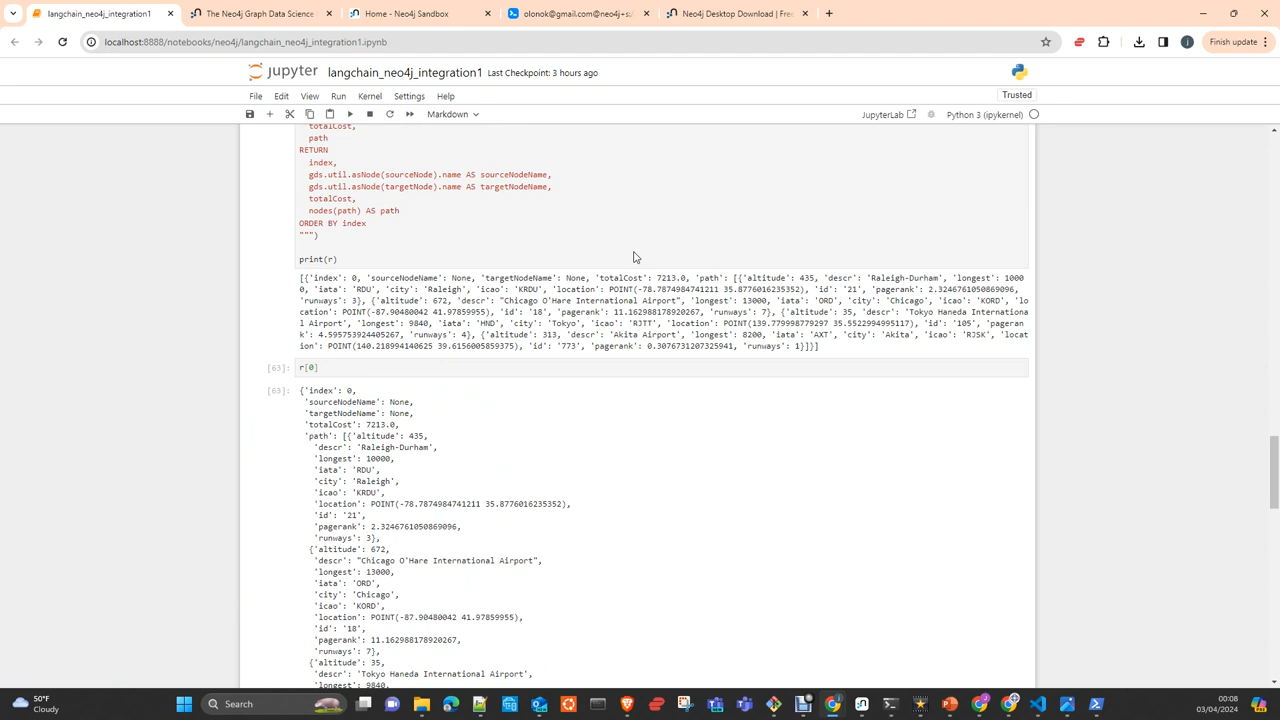 langchain_neo4j_integration1
The Neo4j Graph Data Science
Home - Neo4j Sandbox
olonok@gmail.com@neo4j+s:/
Neo4j Desktop Download | Free
localhost:8888/notebooks/neo4j/langchain_neo4j_integration1.ipynb
Finish update
jupyter langchain_neo4j_integration1 Last Checkpoint: 3 hours ago
File Edit View Run Kernel Settings Help
Trusted
Markdown
JupyterLab
Python 3 (ipykernel)
totalCost,
path
RETURN
index,
gds.util.asNode(sourceNode).name AS sourceNodeName,
gds.util.asNode(targetNode).name AS targetNodeName,
totalCost,
nodes(path) AS path
ORDER BY index
""")
print(r)
[{'index': 0, 'sourceNodeName': None, 'targetNodeName': None, 'totalCost': 7213.0, 'path': [{'altitude': 435, 'descr': 'Raleigh-Durham', 'longest': 1000
0, 'iata': 'RDU', 'city': 'Raleigh', 'icao': 'KRDU', 'location': POINT(-78.7874984741211 35.8776016235352), 'id': '21', 'pagerank': 2.3246761050869096,
'runways': 3}, {'altitude': 672, 'descr': "Chicago O'Hare International Airport", 'longest': 13000, 'iata': 'ORD', 'city': 'Chicago', 'icao': 'KORD', 'lo
cation': POINT(-87.90480042 41.97859955), 'id': '18', 'pagerank': 11.162988178920267, 'runways': 7}, {'altitude': 35, 'descr': 'Tokyo Haneda Internationa
l Airport', 'longest': 9840, 'iata': 'HND', 'city': 'Tokyo', 'icao': 'RJTT', 'location': POINT(139.779998779297 35.5522994995117), 'id': '105', 'pageran
k': 4.595753920405267, 'runways': 4}, {'altitude': 313, 'descr': 'Akita Airport', 'longest': 8200, 'iata': 'AXT', 'city': 'Akita', 'icao': 'RJSK', 'locat
ion': POINT(140.218994140625 39.6156005859375), 'id': '773', 'pagerank': 0.3076731207325941, 'runways': 1}]}]
[63]: r[0]
[63]: {'index': 0,
'sourceNodeName': None,
'targetNodeName': None,
'totalCost': 7213.0,
'path': [{'altitude': 435,
'descr': 'Raleigh-Durham',
'longest': 10000,
'iata': 'RDU',
'city': 'Raleigh',
'icao': 'KRDU',
'location': POINT(-78.7874984741211 35.8776016235352),
'id': '21',
'pagerank': 2.3246761050869096,
'runways': 3},
{'altitude': 672,
'descr': "Chicago O'Hare International Airport",
'longest': 13000,
'iata': 'ORD',
'city': 'Chicago',
'icao': 'KORD',
'location': POINT(-87.90480042 41.97859955),
'id': '18',
'pagerank': 11.162988178920267,
'runways': 7},
{'altitude': 35,
'descr': 'Tokyo Haneda International Airport',
'longest': 9840,
50°F
Cloudy
Search
00:08
03/04/2024